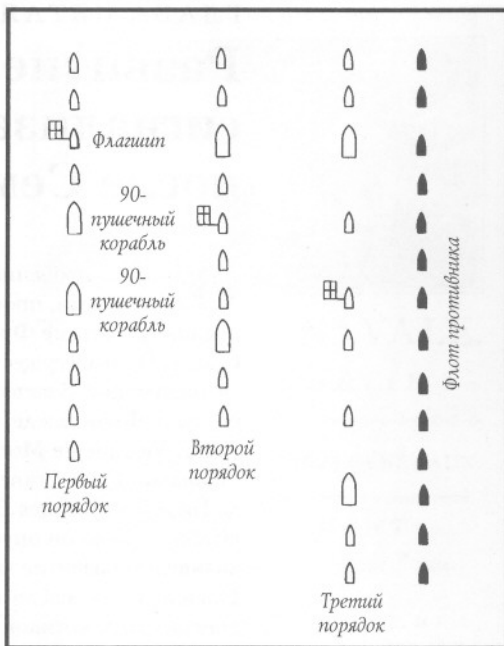 Флагшип
90-
пушечный
корабль
90-
пушечный
корабль
Первый
порядок
Второй
порядок
Третий
порядок
Флот противника